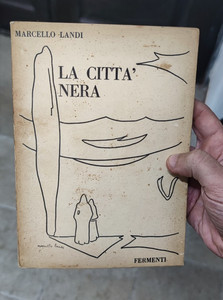 MARCELLO LANDI
LA CITTA'
NERA
FERMENTI